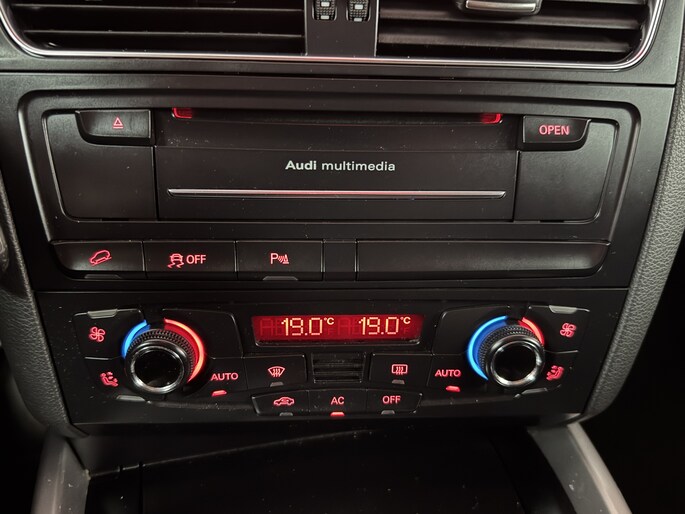 OPEN
Audi multimedia
OFF
P
19.0°C 19.0°C
AUTO
AUTO
AC
OFF